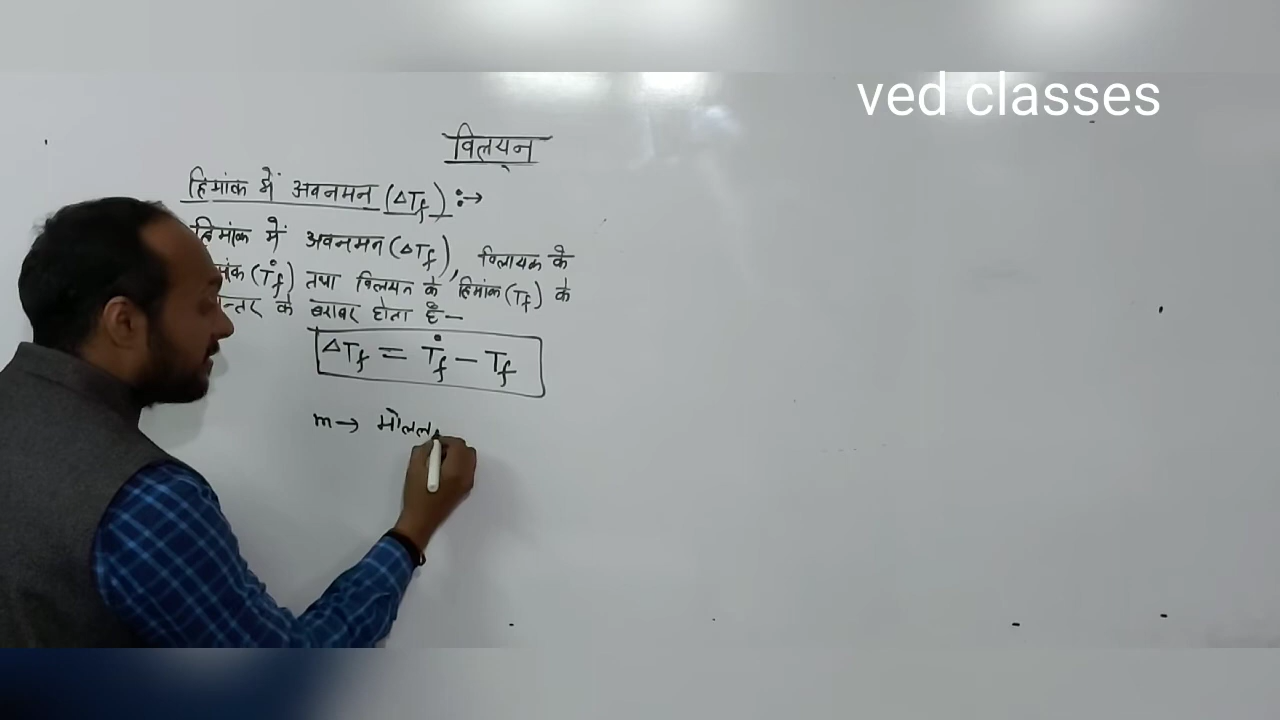 ved classes
विलयन
हिमांक में अवनमन (ΔTf) :→
हिमांक में अवनमन (ΔTf), विलायक के
(T°f) तथा विलयन के हिमांक (Tf) के
के बराबर होता है—
ΔTf = T°f − Tf
m → मोलल